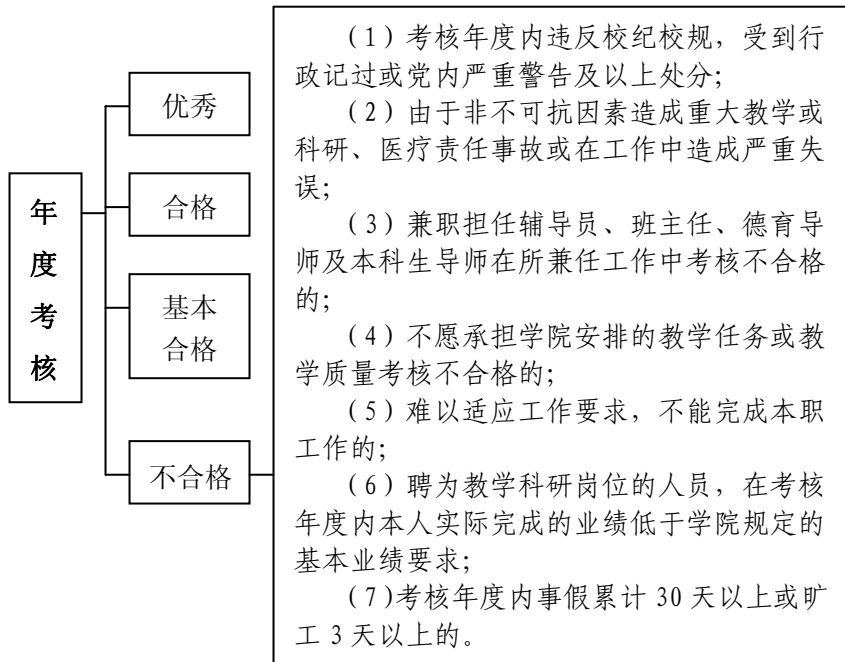 年度考核
优秀
合格
基本
合格
不合格
（1）考核年度内违反校纪校规，受到行
政记过或党内严重警告及以上处分；
（2）由于非不可抗因素造成重大教学或
科研、医疗责任事故或在工作中造成严重失
误；
（3）兼职担任辅导员、班主任、德育导
师及本科生导师在所兼任工作中考核不合格
的；
（4）不愿承担学院安排的教学任务或教
学质量考核不合格的；
（5）难以适应工作要求，不能完成本职
工作的；
（6）聘为教学科研岗位的人员，在考核
年度内本人实际完成的业绩低于学院规定的
基本业绩要求；
（7)考核年度内事假累计 30 天以上或旷
工 3 天以上的。